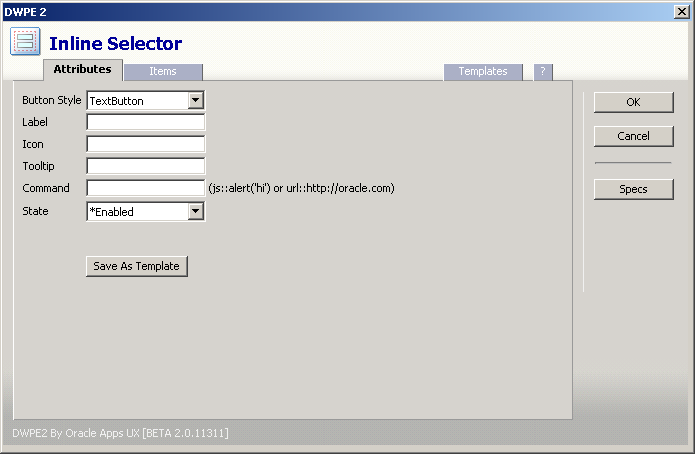 DWPE 2
Inline Selector
Attributes Items Templates ?
Button Style TextButton OK
Label
Icon Cancel
Tooltip
Command (js::alert('hi') or url::http://oracle.com) Specs
State *Enabled
Save As Template
DWPE2 By Oracle Apps UX [BETA 2.0.11311]